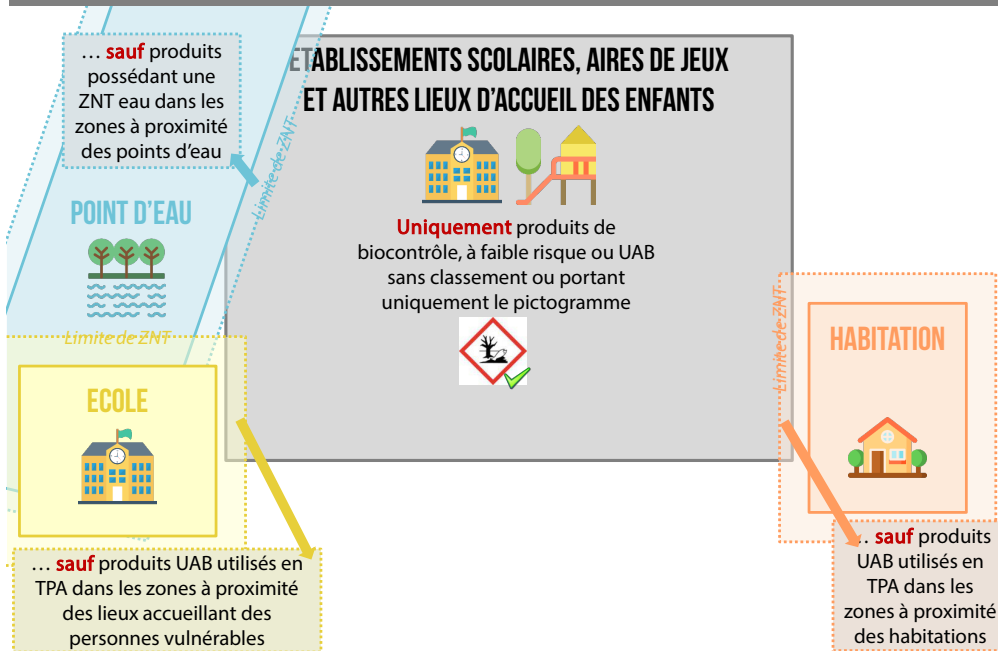 … sauf produits
possédant une
ZNT eau dans les
zones à proximité
des points d’eau
Limite de ZNT
POINT D’EAU
ETABLISSEMENTS SCOLAIRES, AIRES DE JEUX
ET AUTRES LIEUX D’ACCUEIL DES ENFANTS
Uniquement produits de
biocontrôle, à faible risque ou UAB
sans classement ou portant
uniquement le pictogramme
Limite de ZNT
ECOLE
… sauf produits UAB utilisés en
TPA dans les zones à proximité
des lieux accueillant des
personnes vulnérables
Limite de ZNT
HABITATION
… sauf produits
UAB utilisés en
TPA dans les
zones à proximité
des habitations